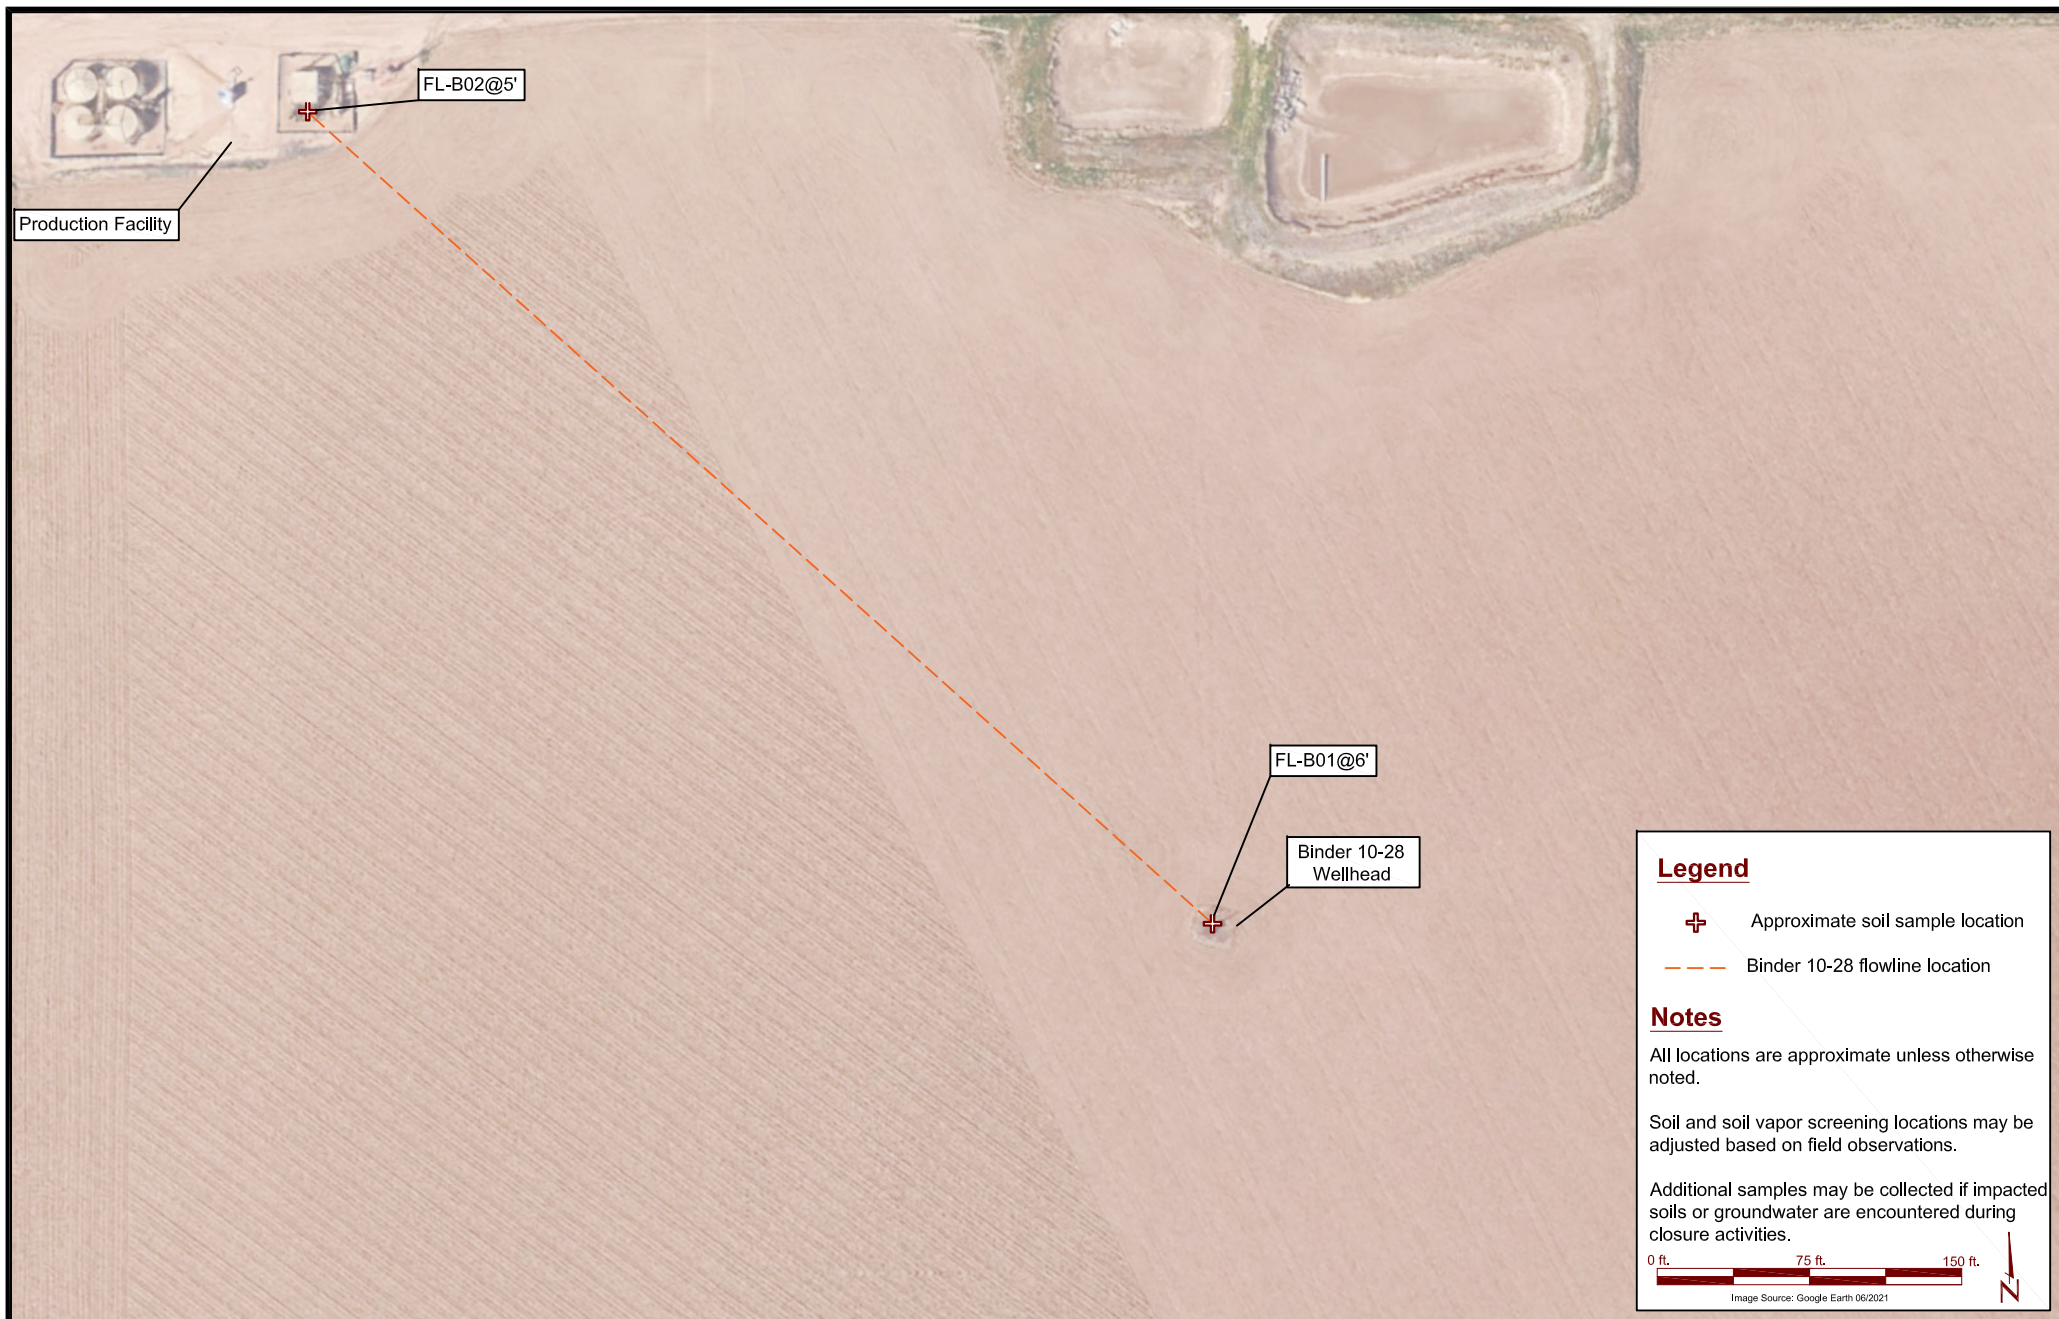 FL-B02@5'
Production Facility
FL-B01@6'
Binder 10-28
Wellhead
Legend
Approximate soil sample location
Binder 10-28 flowline location
Notes
All locations are approximate unless otherwise
noted.
Soil and soil vapor screening locations may be
adjusted based on field observations.
Additional samples may be collected if impacted
soils or groundwater are encountered during
closure activities.
0 ft. 75 ft. 150 ft.
N
Image Source: Google Earth 06/2021